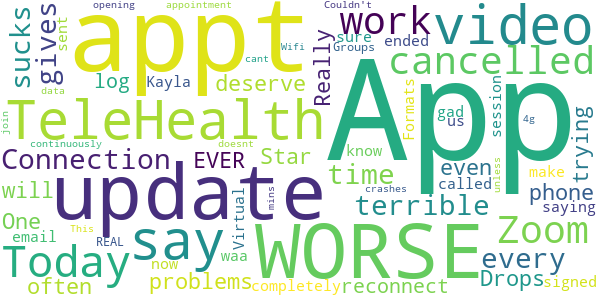 opening
appointment
Couldn't
sucks
gives
sent
appt
Wifi
cant
Groups
sure
ended
work
video
Really
cancelled
log
Kayla
deserve
TeleHealth
App
Formats
gad
us
session
4g
trying
join
data
continuously
doesnt
Connection
EVER
Star
time
know
even
called
unless
make
crashes
phone
saying
will
update
Virtual
mins
terrible
One
email
This
REAL
say
waa
WORSE
Zoom
every
Today
now
problems
often
completely
reconnect
Drops
signed